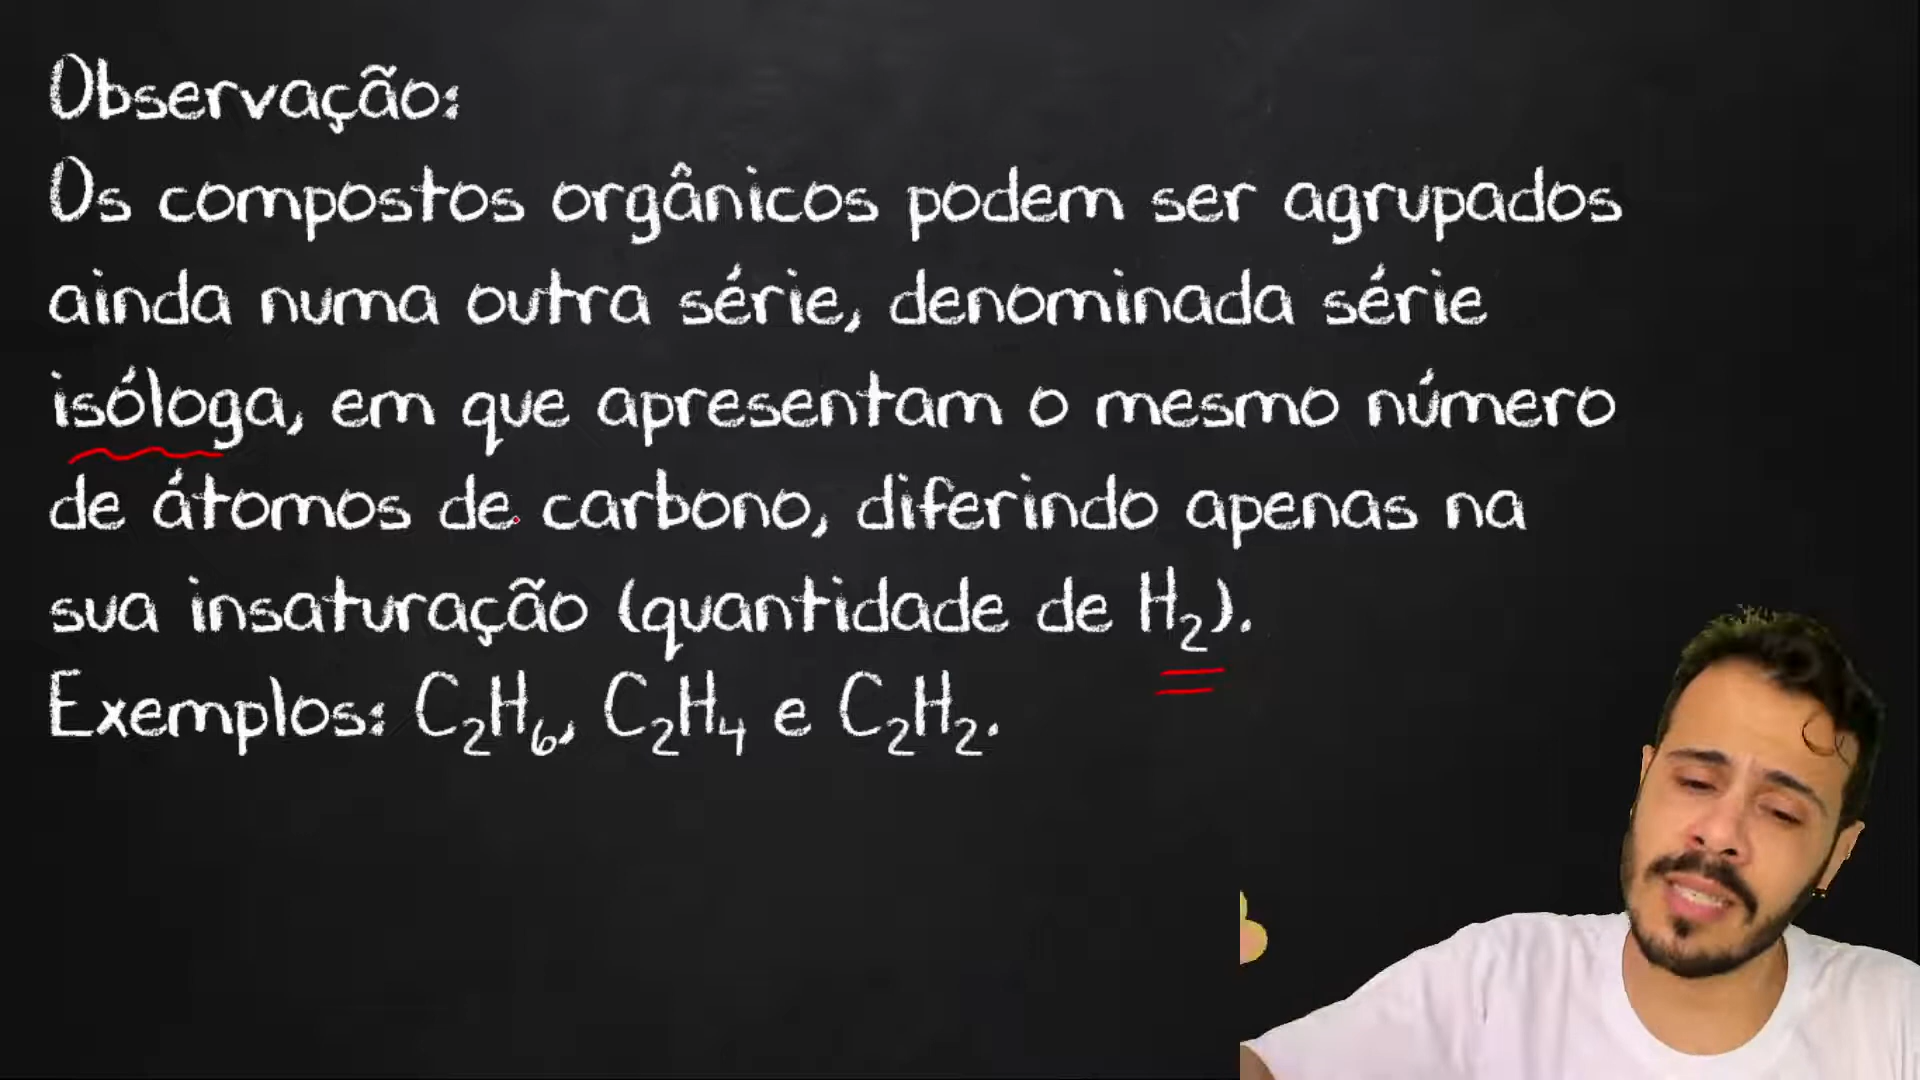 Observação:
Os compostos orgânicos podem ser agrupados
ainda numa outra série, denominada série
isóloga, em que apresentam o mesmo número
de átomos de carbono, diferindo apenas na
sua insaturação (quantidade de H₂).
Exemplos: C₂H₆, C₂H₄ e C₂H₂.